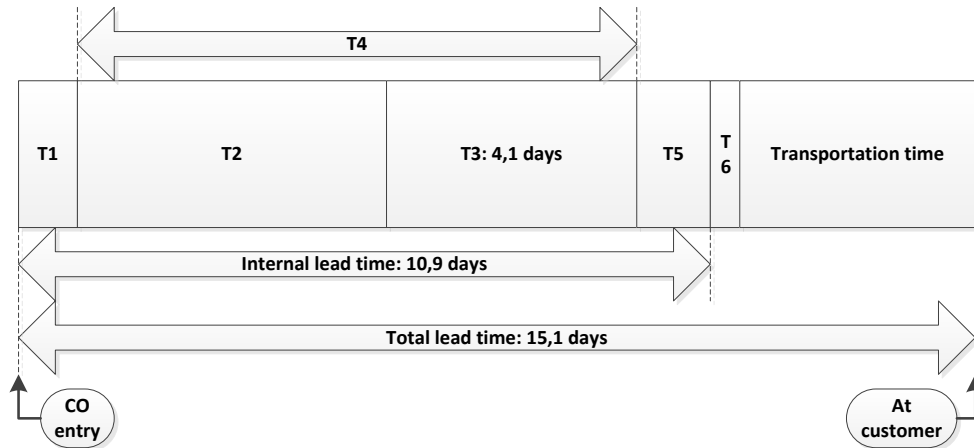 T4
T1
T2
T3: 4,1 days
T5
T
6
Transportation time
Internal lead time: 10,9 days
Total lead time: 15,1 days
CO
entry
At
customer